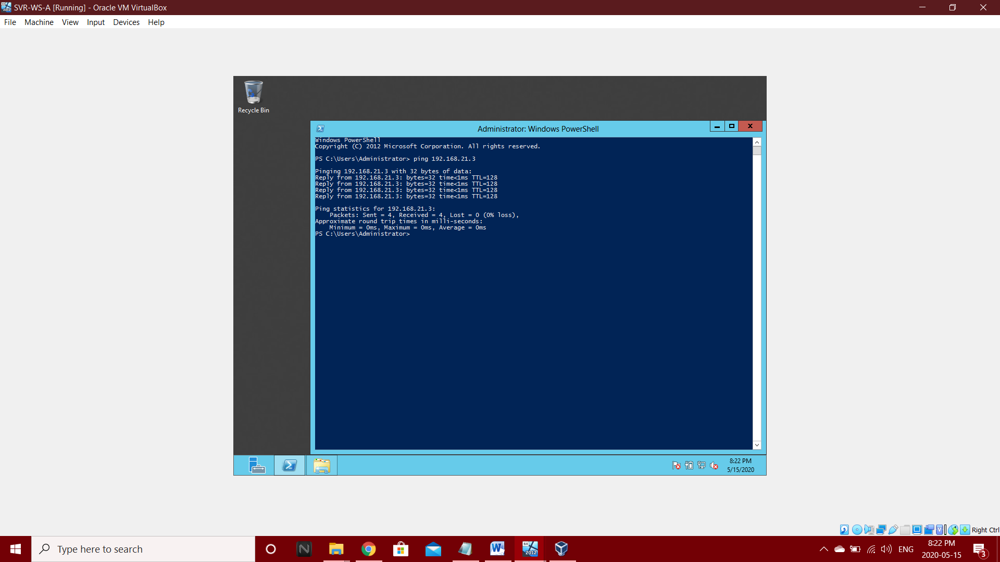 SVR-WS-A [Running] - Oracle VM VirtualBox
File Machine View Input Devices Help
Recycle Bin
Administrator: Windows PowerShell
Windows PowerShell
Copyright (C) 2012 Microsoft Corporation. All rights reserved.
PS C:\Users\Administrator> ping 192.168.21.3
Pinging 192.168.21.3 with 32 bytes of data:
Reply from 192.168.21.3: bytes=32 time<1ms TTL=128
Reply from 192.168.21.3: bytes=32 time<1ms TTL=128
Reply from 192.168.21.3: bytes=32 time<1ms TTL=128
Reply from 192.168.21.3: bytes=32 time<1ms TTL=128
Ping statistics for 192.168.21.3:
    Packets: Sent = 4, Received = 4, Lost = 0 (0% loss),
Approximate round trip times in milli-seconds:
    Minimum = 0ms, Maximum = 0ms, Average = 0ms
PS C:\Users\Administrator>
8:22 PM
5/15/2020
Right Ctrl
Type here to search
64
2012
ENG
8:22 PM
2020-05-15
3